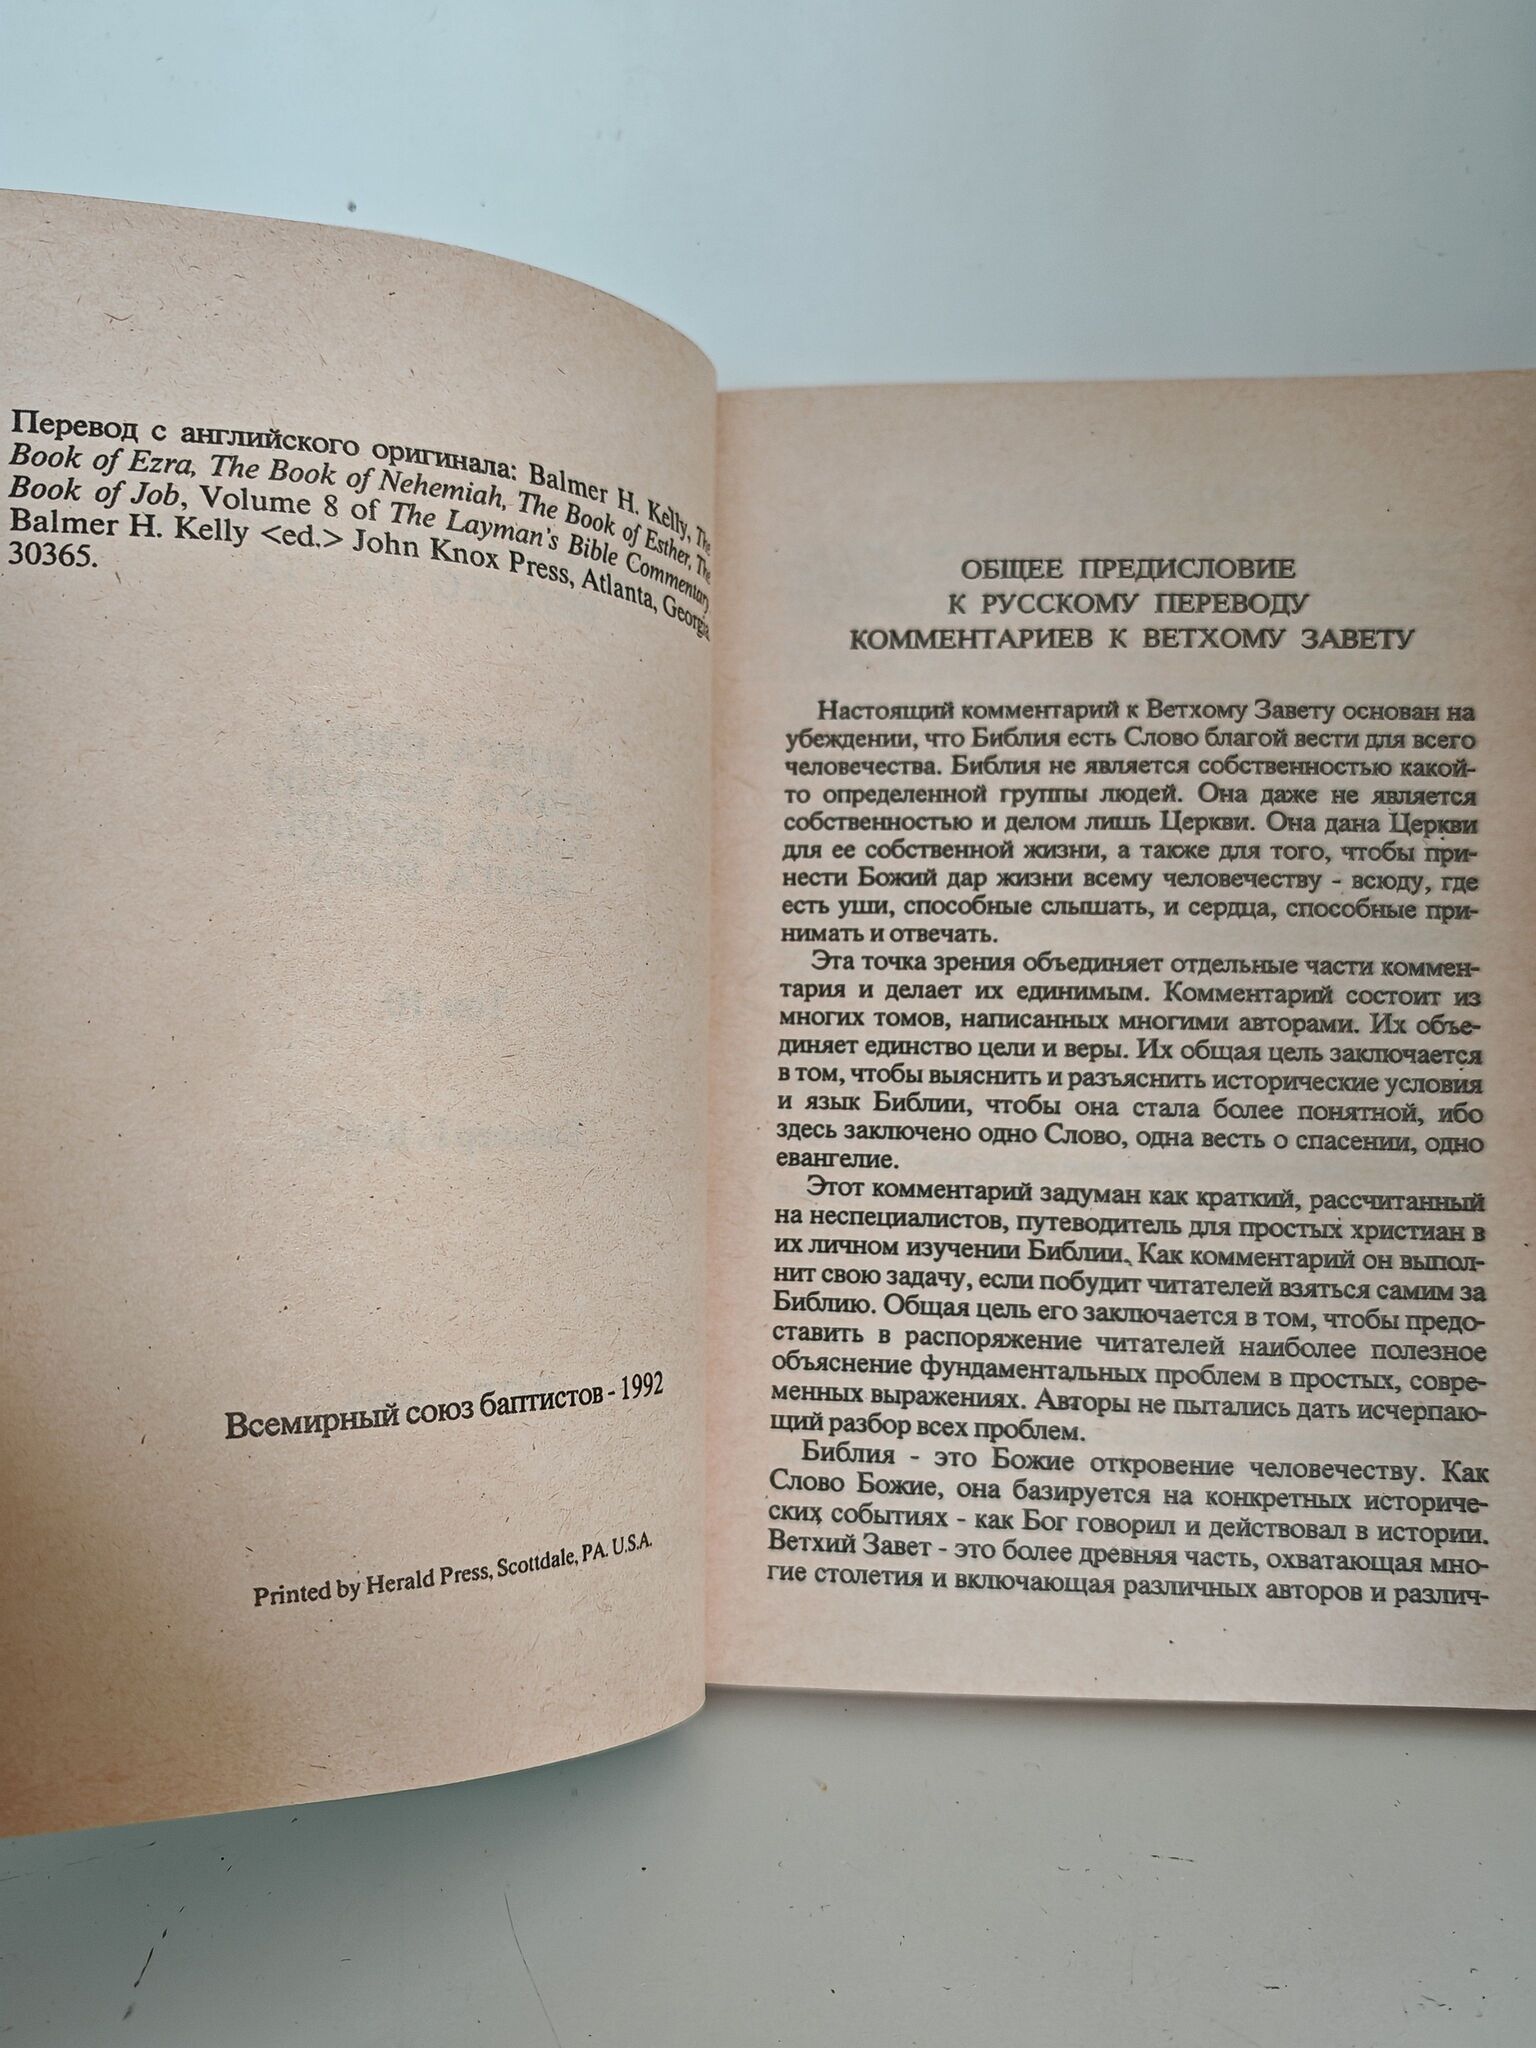 Перевод с английского оригинала: Balmer H. Kelly, The
Book of Ezra, The Book of Nehemiah, The Book of Esther, The
Book of Job, Volume 8 of The Layman's Bible Commentary
Balmer H. Kelly <ed.> John Knox Press, Atlanta, Georgia
30365.
Всемирный союз баптистов - 1992
Printed by Herald Press, Scottdale, PA. U.S.A.
ОБЩЕЕ ПРЕДИСЛОВИЕ
К РУССКОМУ ПЕРЕВОДУ
КОММЕНТАРИЕВ К ВЕТХОМУ ЗАВЕТУ
Настоящий комментарий к Ветхому Завету основан на
убеждении, что Библия есть Слово благой вести для всего
человечества. Библия не является собственностью какой-
то определенной группы людей. Она даже не является
собственностью и делом лишь Церкви. Она дана Церкви
для ее собственной жизни, а также для того, чтобы при-
нести Божий дар жизни всему человечеству - всюду, где
есть уши, способные слышать, и сердца, способные при-
нимать и отвечать.
Эта точка зрения объединяет отдельные части коммен-
тария и делает их единимым. Комментарий состоит из
многих томов, написанных многими авторами. Их объе-
диняет единство цели и веры. Их общая цель заключается
в том, чтобы выяснить и разъяснить исторические условия
и язык Библии, чтобы она стала более понятной, ибо
здесь заключено одно Слово, одна весть о спасении, одно
евангелие.
Этот комментарий задуман как краткий, рассчитанный
на неспециалистов, путеводитель для простых христиан в
их личном изучении Библии. Как комментарий он выпол-
нит свою задачу, если побудит читателей взяться самим за
Библию. Общая цель его заключается в том, чтобы предо-
ставить в распоряжение читателей наиболее полезное
объяснение фундаментальных проблем в простых, совре-
менных выражениях. Авторы не пытались дать исчерпаю-
щий разбор всех проблем.
Библия - это Божие откровение человечеству. Как
Слово Божие, она базируется на конкретных историче-
ских событиях - как Бог говорил и действовал в истории.
Ветхий Завет - это более древняя часть, охватающая мно-
гие столетия и включающая различных авторов и различ-